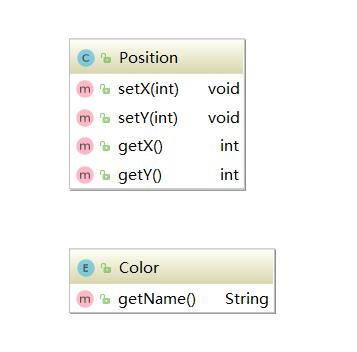 C Position
m setX(int) void
m setY(int) void
m getX() int
m getY() int
E Color
m getName() String